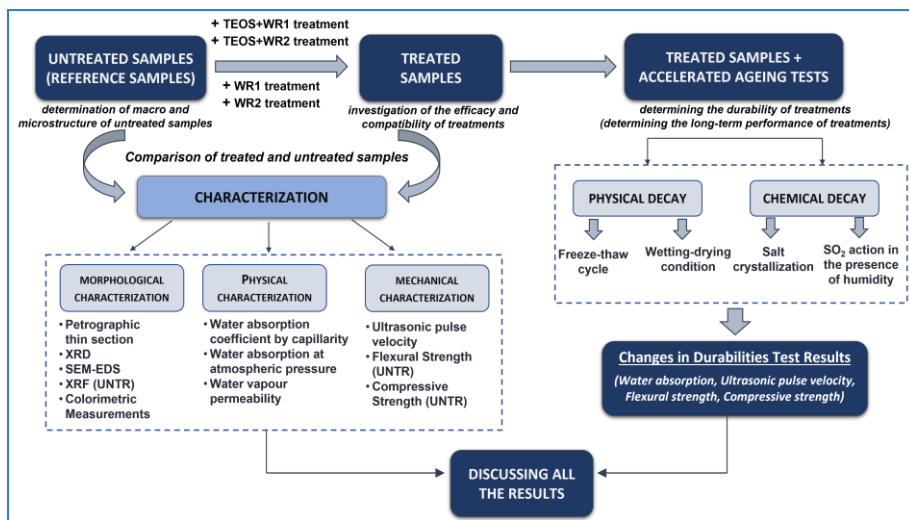 + TEOS+WR1 treatment
+ TEOS+WR2 treatment
UNTREATED SAMPLES
(REFERENCE SAMPLES)
+ WR1 treatment
+ WR2 treatment
TREATED
SAMPLES
TREATED SAMPLES +
ACCELERATED AGEING TESTS
determination of macro and
microstructure of untreated samples
investigation of the efficacy and
compatibility of treatments
determining the durability of treatments
(determining the long-term performance of treatments)
Comparison of treated and untreated samples
CHARACTERIZATION
PHYSICAL DECAY
CHEMICAL DECAY
Freeze-thaw
cycle
Wetting-drying
condition
Salt
crystallization
SO2 action in
the presence
of humidity
MORPHOLOGICAL
CHARACTERIZATION
• Petrographic
thin section
• XRD
• SEM-EDS
• XRF (UNTR)
• Colorimetric
Measurements
PHYSICAL
CHARACTERIZATION
• Water absorption
coefficient by capillarity
• Water absorption at
atmospheric pressure
• Water vapour
permeability
MECHANICAL
CHARACTERIZATION
• Ultrasonic pulse
velocity
• Flexural Strength
(UNTR)
• Compressive
Strength (UNTR)
Changes in Durabilities Test Results
(Water absorption, Ultrasonic pulse velocity,
Flexural strength, Compressive strength)
DISCUSSING ALL
THE RESULTS